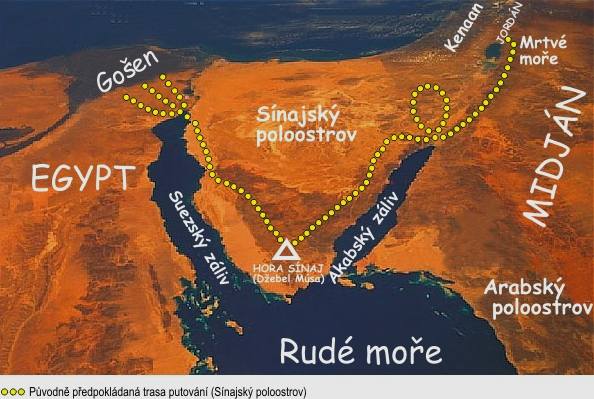 Kenaan
JORDÁN
Mrtvé
moře
Gošen
Sínajský
poloostrov
MIDJÁN
EGYPT
Suezský záliv
Akabský záliv
HORA SÍNAJ
(Džebel Músa)
Arabský
poloostrov
Rudé moře
Původně předpokládaná trasa putování (Sínajský poloostrov)